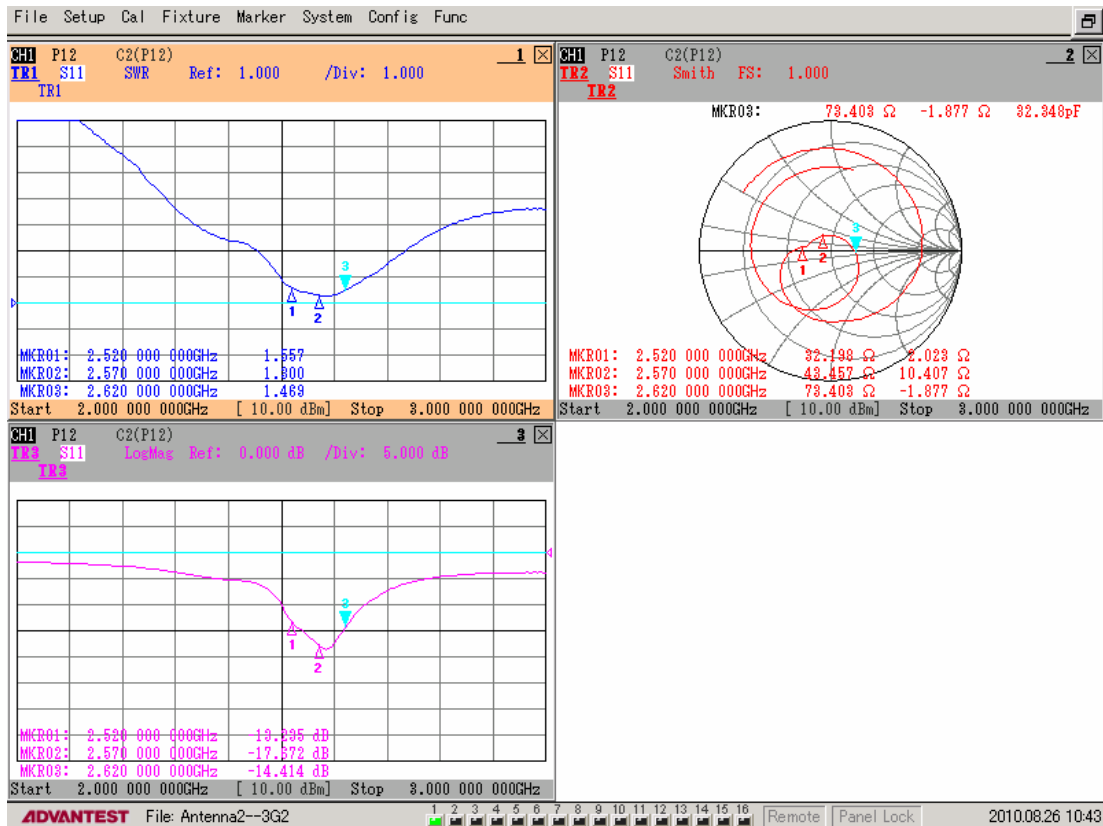 File Setup Cal Fixture Marker System Config Func
CH1 P12 C2(P12) 1
TR1 S11 SWR Ref: 1.000 /Div: 1.000
TR1
3
1
2
MKR01: 2.520 000 000GHz 1.557
MKR02: 2.570 000 000GHz 1.300
MKR03: 2.620 000 000GHz 1.469
Start 2.000 000 000GHz [ 10.00 dBm] Stop 3.000 000 000GHz
CH1 P12 C2(P12) 2
TR2 S11 Smith FS: 1.000
TR2
MKR03: 73.403 Ω -1.877 Ω 32.348pF
3
2
1
MKR01: 2.520 000 000GHz 32.198 Ω 2.023 Ω
MKR02: 2.570 000 000GHz 43.457 Ω 10.407 Ω
MKR03: 2.620 000 000GHz 73.403 Ω -1.877 Ω
Start 2.000 000 000GHz [ 10.00 dBm] Stop 3.000 000 000GHz
CH1 P12 C2(P12) 3
TR3 S11 LogMag Ref: 0.000 dB /Div: 5.000 dB
TR3
3
1
2
MKR01: 2.520 000 000GHz dB
MKR02: 2.570 000 000GHz dB
MKR03: 2.620 000 000GHz -14.414 dB
Start 2.000 000 000GHz [ 10.00 dBm] Stop 3.000 000 000GHz
ADVANTEST File: Antenna2--3G2 1 2 3 4 5 6 7 8 9 10 11 12 13 14 15 16 Remote Panel Lock 2010.08.26 10:43